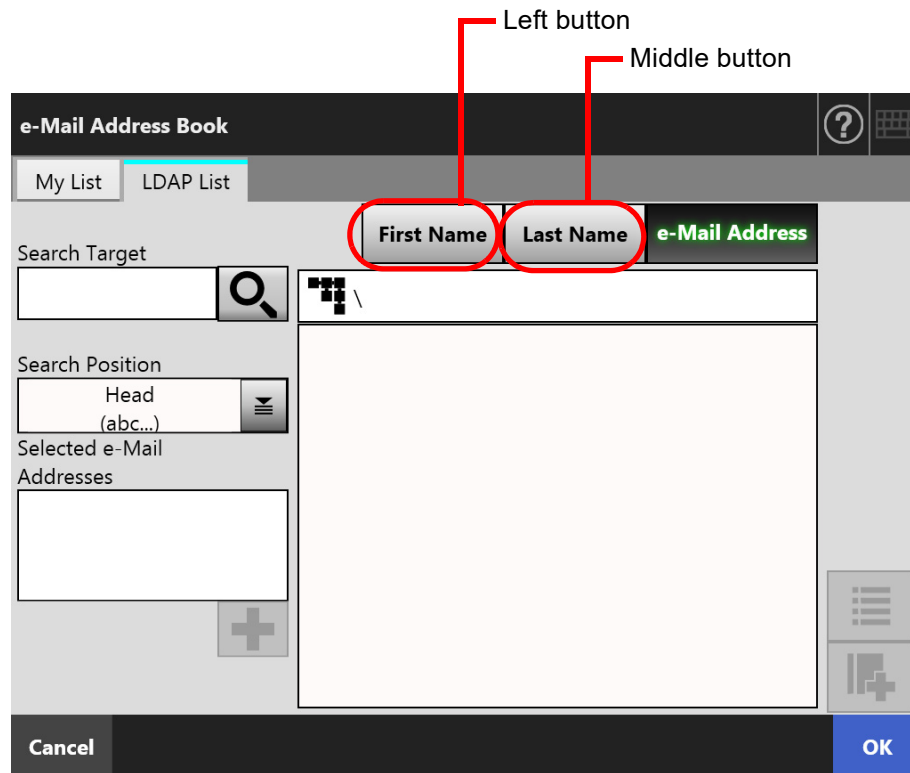 Left button
Middle button
e-Mail Address Book
?
My List
LDAP List
First Name
Last Name
e-Mail Address
Search Target
\
Search Position
Head
(abc...)
Selected e-Mail
Addresses
Cancel
OK